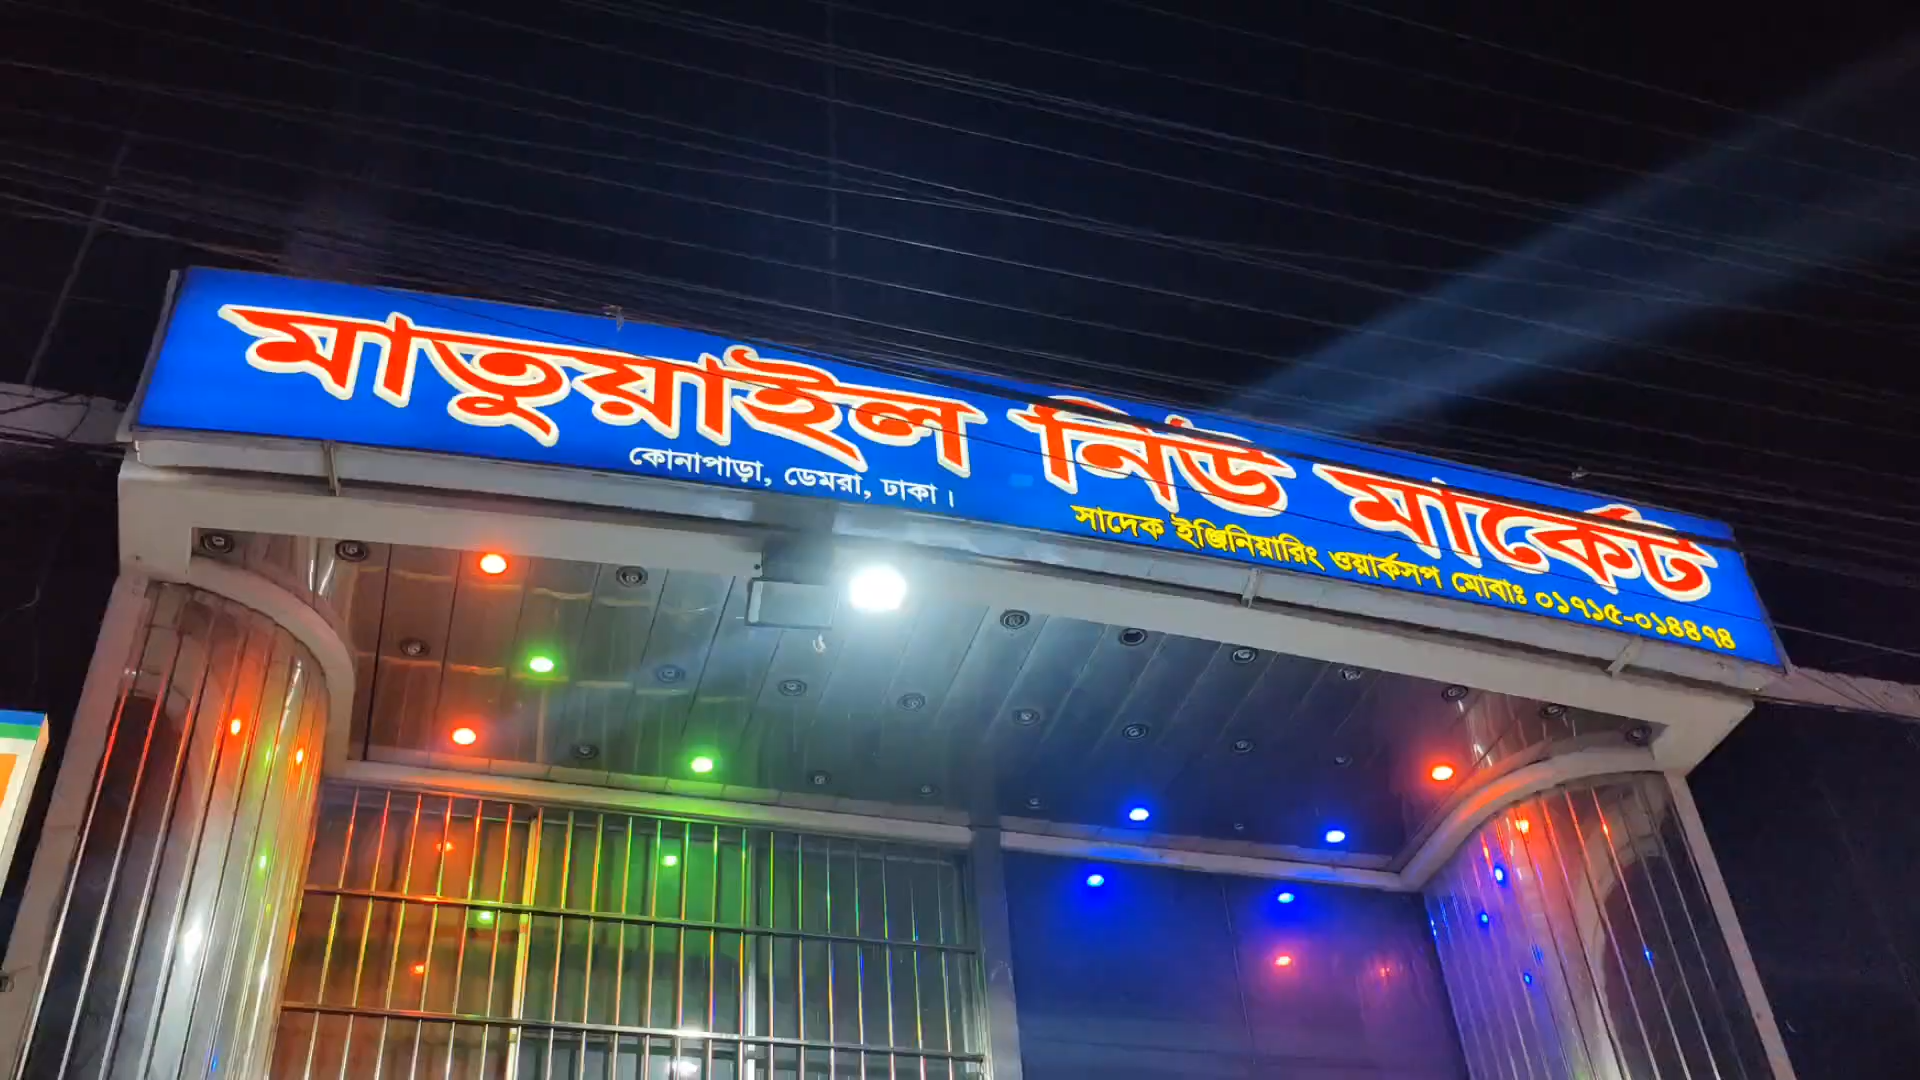 মাতুয়াইল নিউ মার্কেট
কোনাপাড়া, ডেমরা, ঢাকা।
সাদেক ইঞ্জিনিয়ারিং ওয়ার্কসপ মোবাঃ ০১৭১৫-০১৪৪৭৪